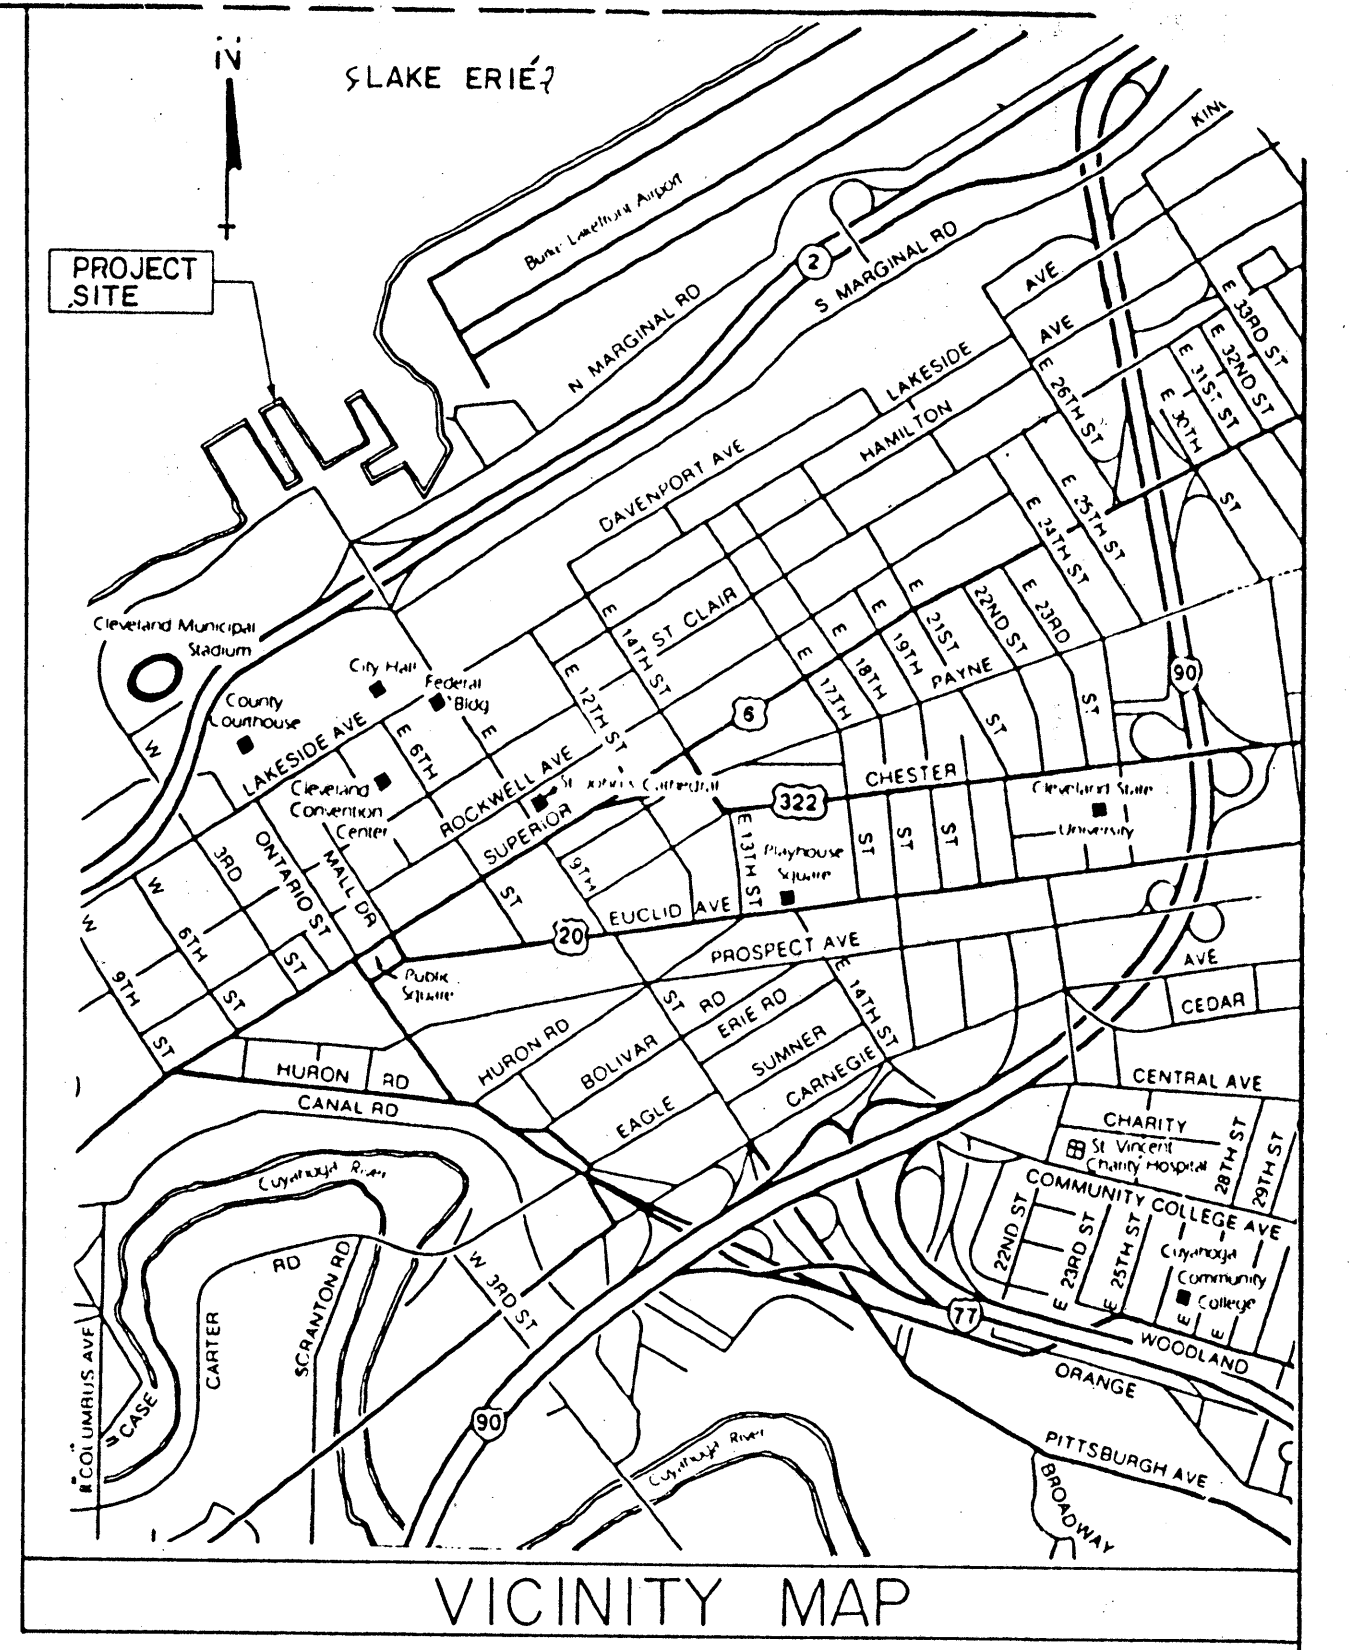 N
LAKE ERIE
PROJECT
SITE
Burke Lakefront Airport
KIN
N MARGINAL RD
2
S MARGINAL RD
AVE
AVE
LAKESIDE
HAMILTON
DAVENPORT AVE
E 33RD ST
E 32ND ST
E 31ST ST
E 30TH
ST
E 26TH ST
E 25TH ST
E 24TH ST
E 23RD
ST
22ND ST
ST
E
21ST
E
19TH
E
18TH
E
17TH
PAYNE
90
Cleveland Municipal
Stadium
City Hall
Federal
Bldg
County
Courthouse
LAKESIDE AVE
E 6TH
E
E 12TH ST
E
14TH ST
ST CLAIR
6
Cleveland
Convention
Center
ROCKWELL AVE
St John's Cathedral
SUPERIOR
CHESTER
322
Cleveland State
University
W
3RD
ST
ONTARIO ST
MALL DR
E 13TH ST
Playhouse
Square
ST
ST
ST
9TH
ST
EUCLID AVE
20
PROSPECT AVE
W
6TH
ST
W
9TH
ST
Public
Square
AVE
CEDAR
E 14TH ST
ST
RD
ERIE RD
HURON RD
BOLIVAR
SUMNER
CARNEGIE
EAGLE
HURON RD
CANAL RD
CENTRAL AVE
CHARITY
St Vincent
Charity Hospital
28TH ST
29TH ST
COMMUNITY COLLEGE AVE
Cuyahoga River
22ND ST
E 23RD ST
E 25TH ST
Cuyahoga
Community
College
E
E
RD
W 3RD ST
SCRANTON RD
CARTER
COLUMBUS AVE
CASE
77
WOODLAND
ORANGE
90
Cuyahoga River
PITTSBURGH AVE
BROADWAY
VICINITY MAP